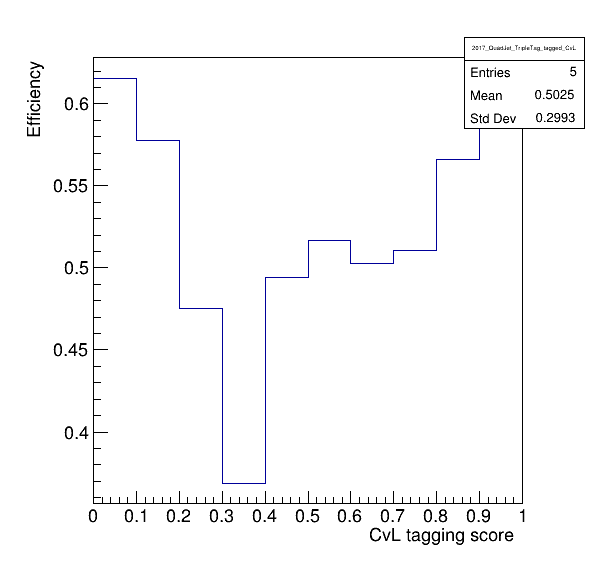 2017_QuadJet_TripleTag_tagged_CvL
Entries 5
Mean 0.5025
Std Dev 0.2993
Efficiency
0.6
0.55
0.5
0.45
0.4
0 0.1 0.2 0.3 0.4 0.5 0.6 0.7 0.8 0.9 1
CvL tagging score